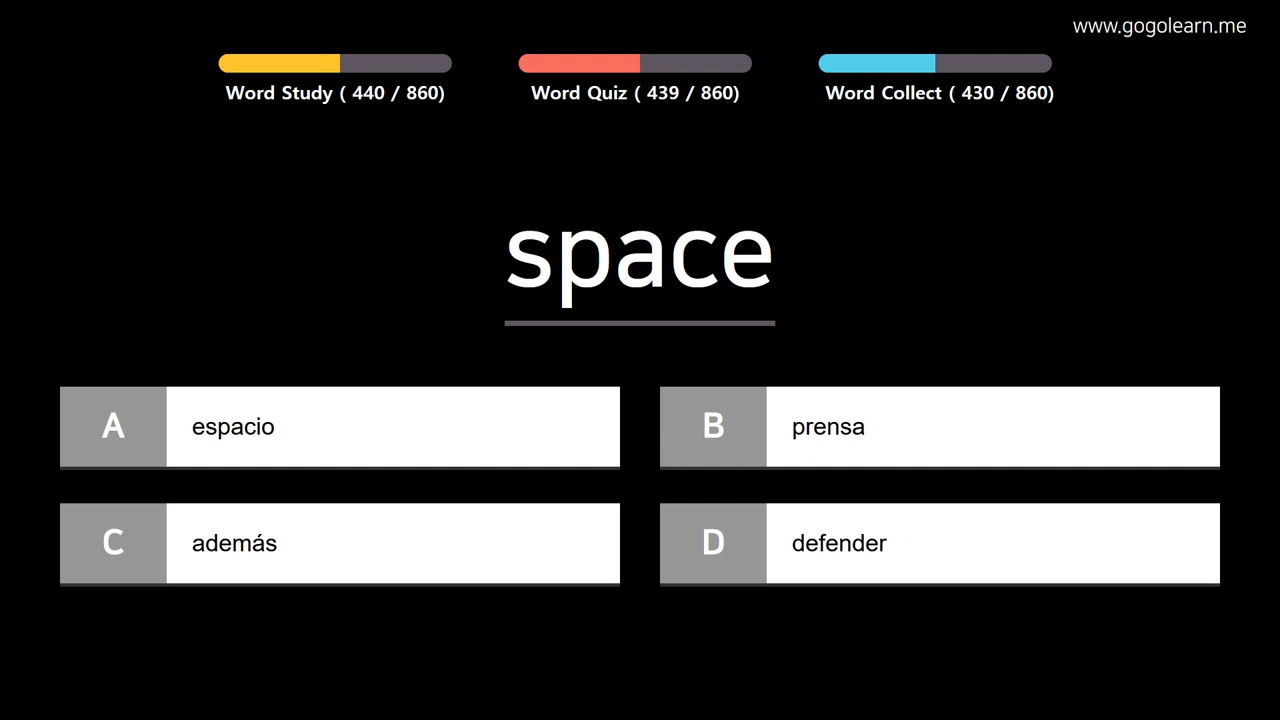 www.gogolearn.me
Word Study ( 440 / 860)
Word Quiz ( 439 / 860)
Word Collect ( 430 / 860)
space
A
espacio
B
prensa
C
además
D
defender